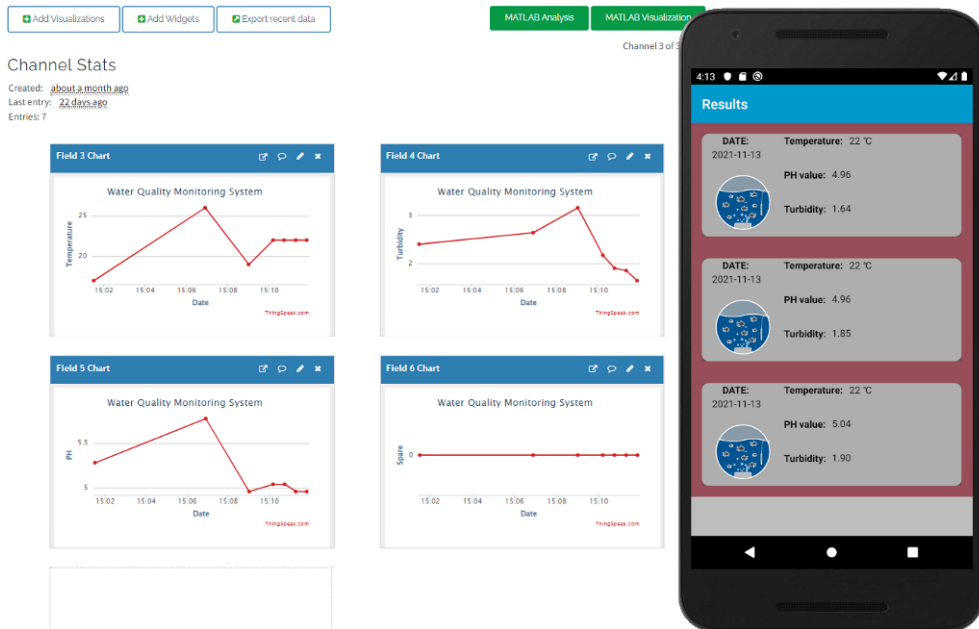 Add Visualizations
Add Widgets
Export recent data
MATLAB Analysis
MATLAB Visualization
Channel 3 of 3
Channel Stats
Created: about a month ago
Last entry: 22 days ago
Entries: 7
Field 3 Chart
Water Quality Monitoring System
Temperature
25
20
15:02 15:04 15:06 15:08 15:10
Date
ThingSpeak.com
Field 4 Chart
Water Quality Monitoring System
Turbidity
2
15:02 15:04 15:06 15:08 15:10
Date
ThingSpeak.com
Field 5 Chart
Water Quality Monitoring System
PH
5.5
5
15:02 15:04 15:06 15:08 15:10
Date
ThingSpeak.com
Field 6 Chart
Water Quality Monitoring System
Spare
0
15:02 15:04 15:06 15:08 15:10
Date
ThingSpeak.com
4:13
Results
DATE: Temperature: 22 ℃
2021-11-13
PH value: 4.96
Turbidity: 1.64
DATE: Temperature: 22 ℃
2021-11-13
PH value: 4.96
Turbidity: 1.85
DATE: Temperature: 22 ℃
2021-11-13
PH value: 5.04
Turbidity: 1.90